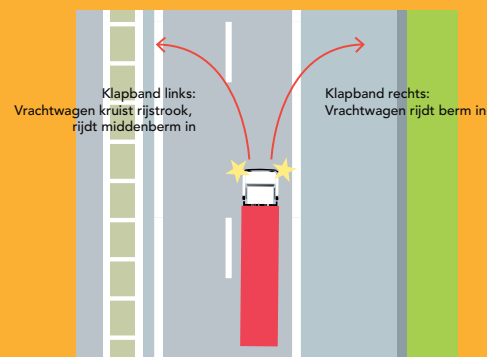 Klapband links:
Vrachtwagen kruist rijstrook,
rijdt middenberm in
Klapband rechts:
Vrachtwagen rijdt berm in